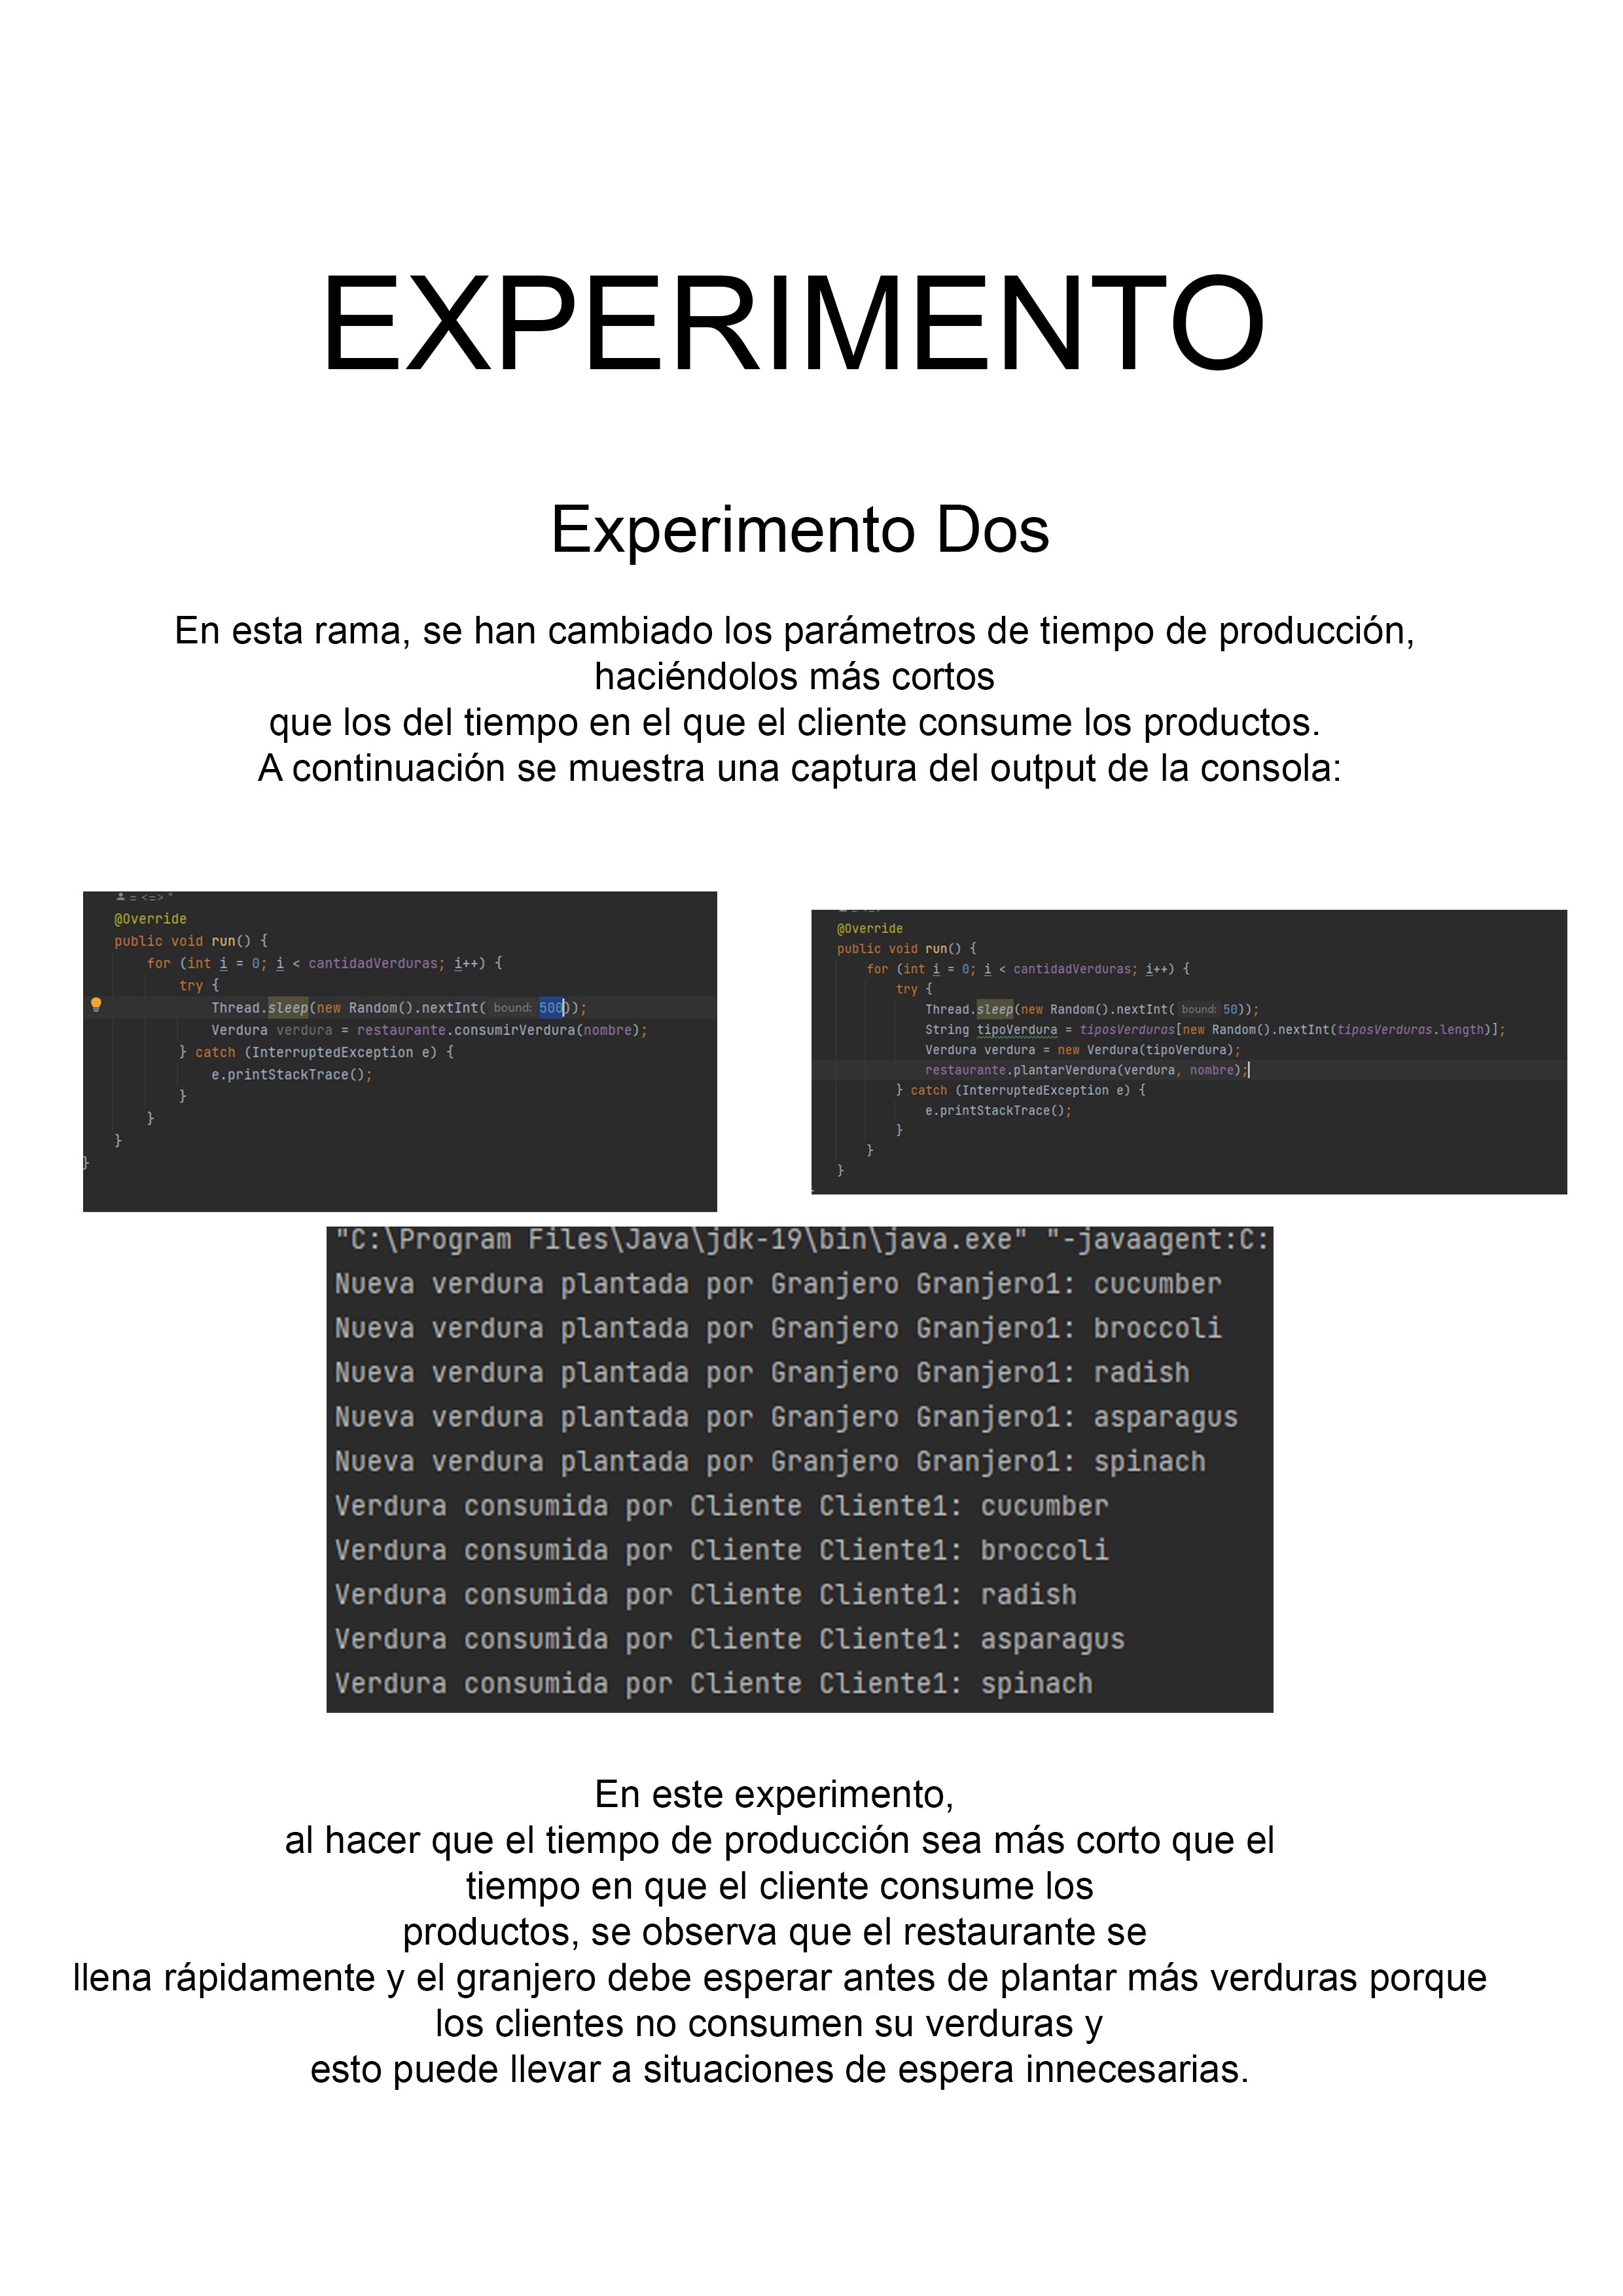 EXPERIMENTO
Experimento Dos
En esta rama, se han cambiado los parámetros de tiempo de producción,
haciéndolos más cortos
que los del tiempo en el que el cliente consume los productos.
A continuación se muestra una captura del output de la consola:
@Override
public void run() {
for (int i = 0; i < cantidadVerduras; i++) {
try {
Thread.sleep(new Random().nextInt( bound: 500));
Verdura verdura = restaurante.consumirVerdura(nombre);
} catch (InterruptedException e) {
e.printStackTrace();
}
}
}
}
@Override
public void run() {
for (int i = 0; i < cantidadVerduras; i++) {
try {
Thread.sleep(new Random().nextInt( bound: 50));
String tipoVerdura = tiposVerduras[new Random().nextInt(tiposVerduras.length)];
Verdura verdura = new Verdura(tipoVerdura);
restaurante.plantarVerdura(verdura, nombre);
} catch (InterruptedException e) {
e.printStackTrace();
}
}
}
"C:\Program Files\Java\jdk-19\bin\java.exe" "-javaagent:C:
Nueva verdura plantada por Granjero Granjero1: cucumber
Nueva verdura plantada por Granjero Granjero1: broccoli
Nueva verdura plantada por Granjero Granjero1: radish
Nueva verdura plantada por Granjero Granjero1: asparagus
Nueva verdura plantada por Granjero Granjero1: spinach
Verdura consumida por Cliente Cliente1: cucumber
Verdura consumida por Cliente Cliente1: broccoli
Verdura consumida por Cliente Cliente1: radish
Verdura consumida por Cliente Cliente1: asparagus
Verdura consumida por Cliente Cliente1: spinach
En este experimento,
al hacer que el tiempo de producción sea más corto que el
tiempo en que el cliente consume los
productos, se observa que el restaurante se
llena rápidamente y el granjero debe esperar antes de plantar más verduras porque
los clientes no consumen su verduras y
esto puede llevar a situaciones de espera innecesarias.